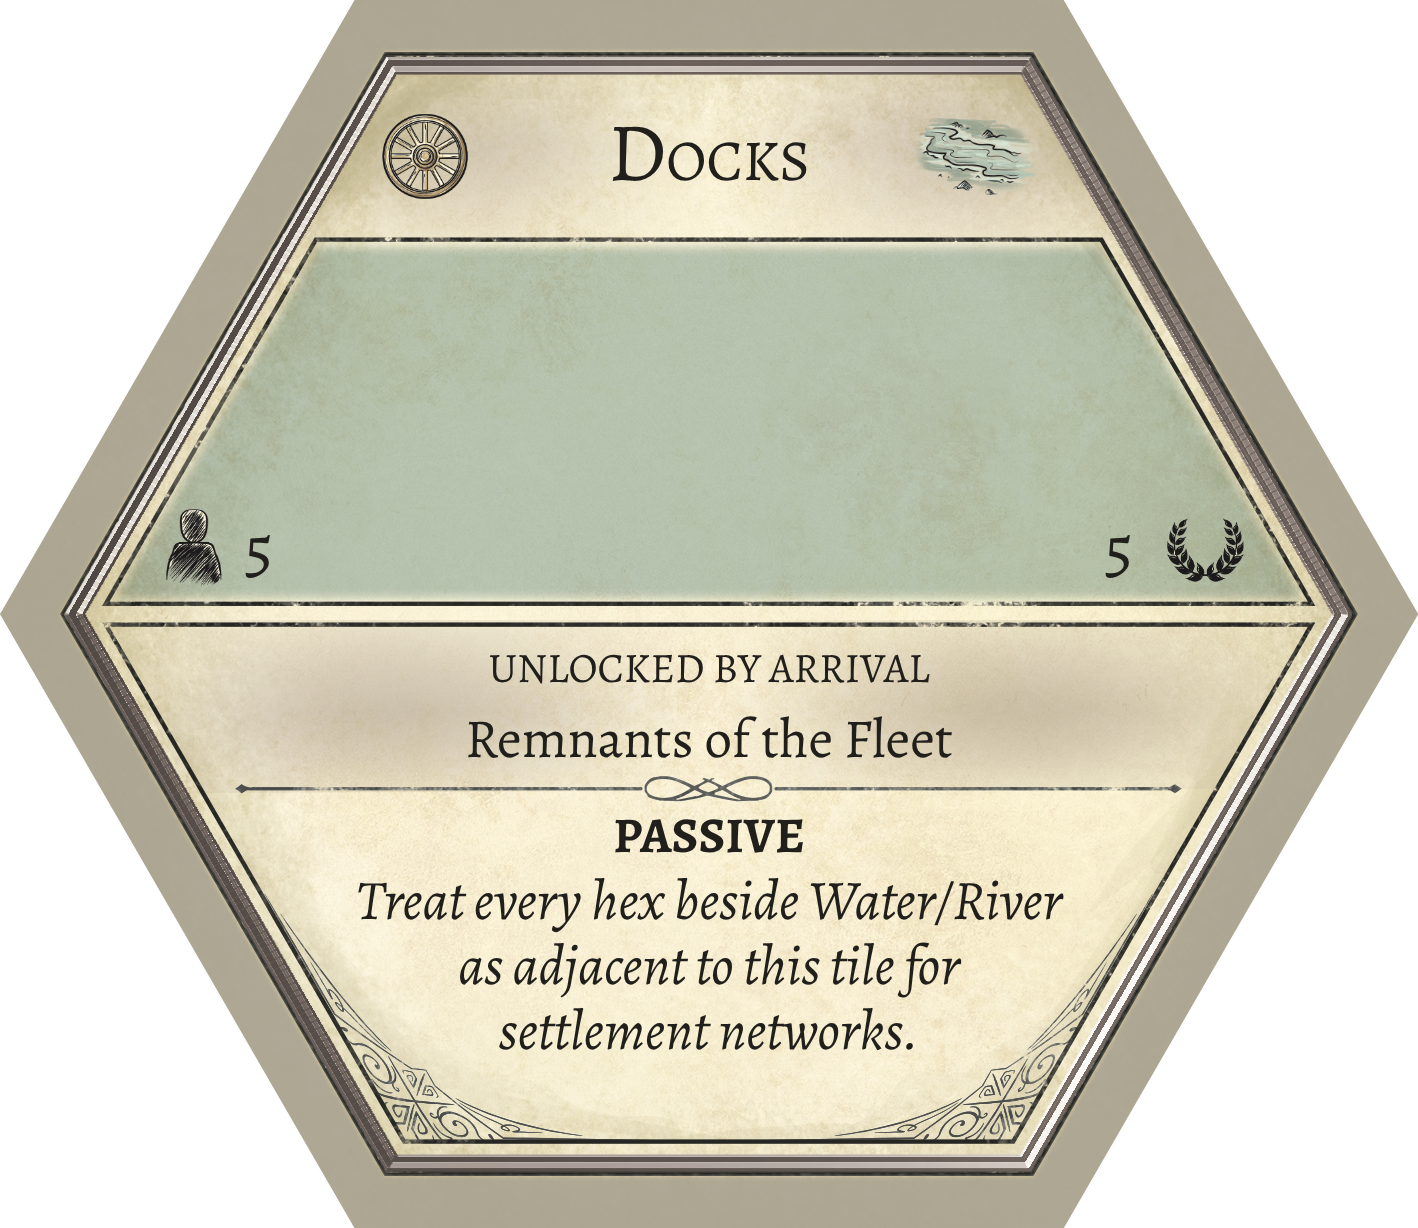 Docks
5
5
UNLOCKED BY ARRIVAL
Remnants of the Fleet
PASSIVE
Treat every hex beside Water/River
as adjacent to this tile for
settlement networks.